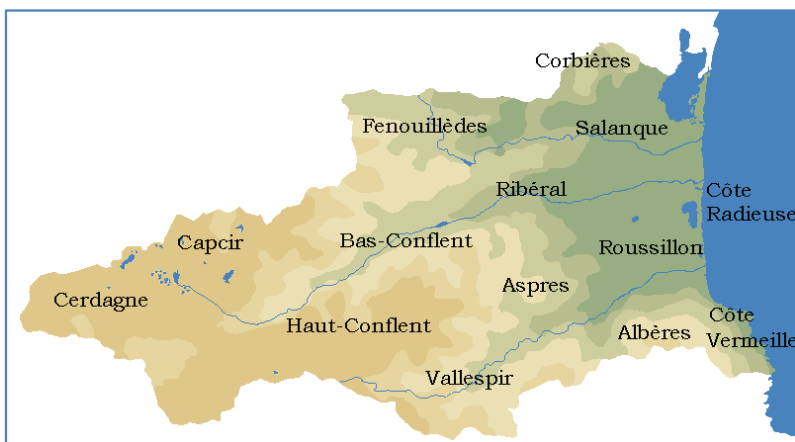 Corbières
Fenouillèdes
Salanque
Ribéral
Côte
Radieuse
Capcir
Bas-Conflent
Roussillon
Cerdagne
Aspres
Haut-Conflent
Albères
Côte
Vermeille
Vallespir